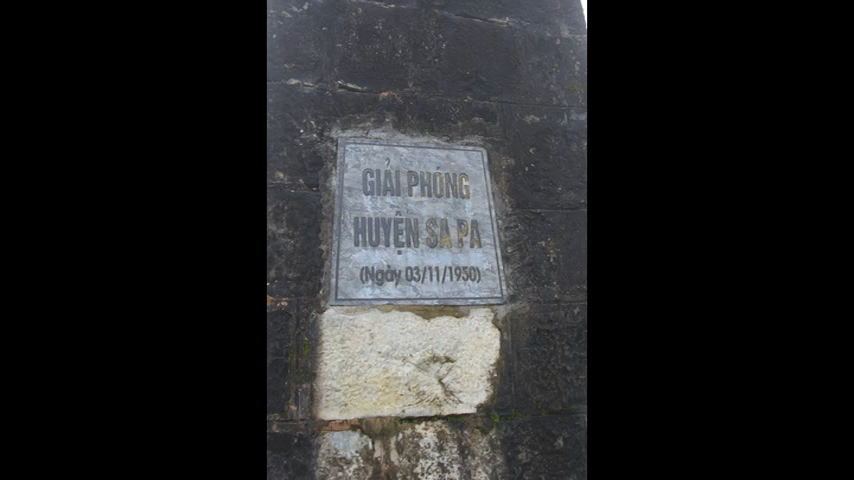 GIẢI PHÓNG
HUYỆN SA PA
(Ngày 03/11/1950)